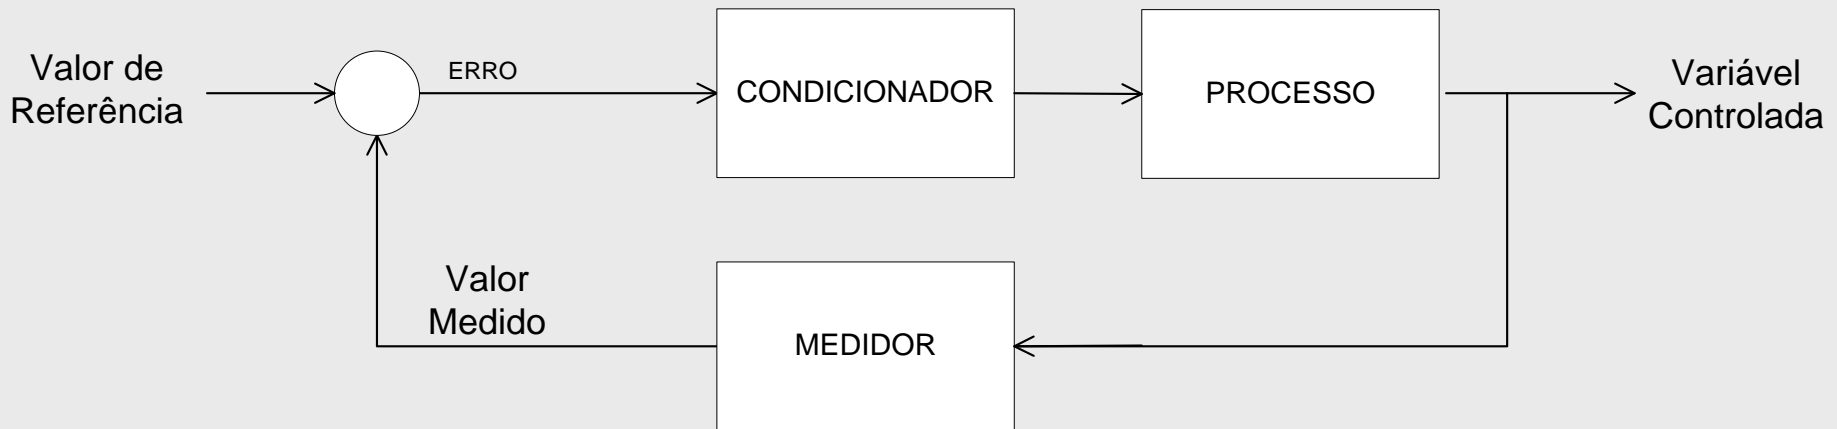 Valor de
Referência
ERRO
CONDICIONADOR
PROCESSO
Variável
Controlada
Valor
Medido
MEDIDOR